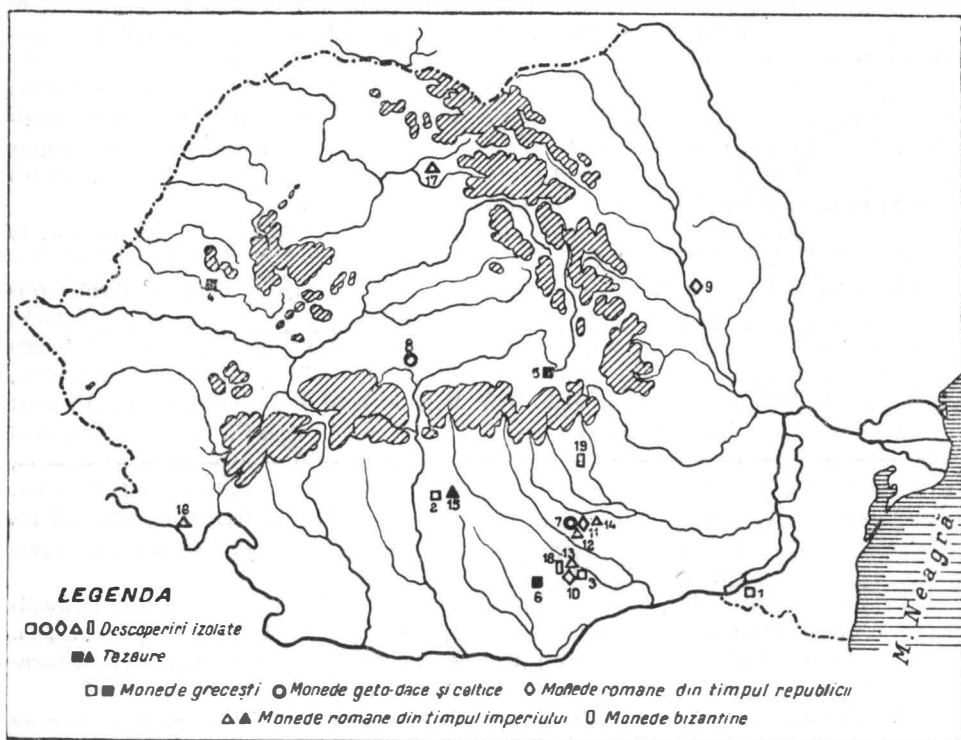 17
9
4
8
5
19
2 15
16
7 14
11
12
13
18 3
10
6
1
M. Neagră
LEGENDA
Descoperiri izolate
Tezaure
Monede grecești Monede geto-dace și celtice Monede romane din timpul republicii
Monede romane din timpul imperiului Monede bizantine